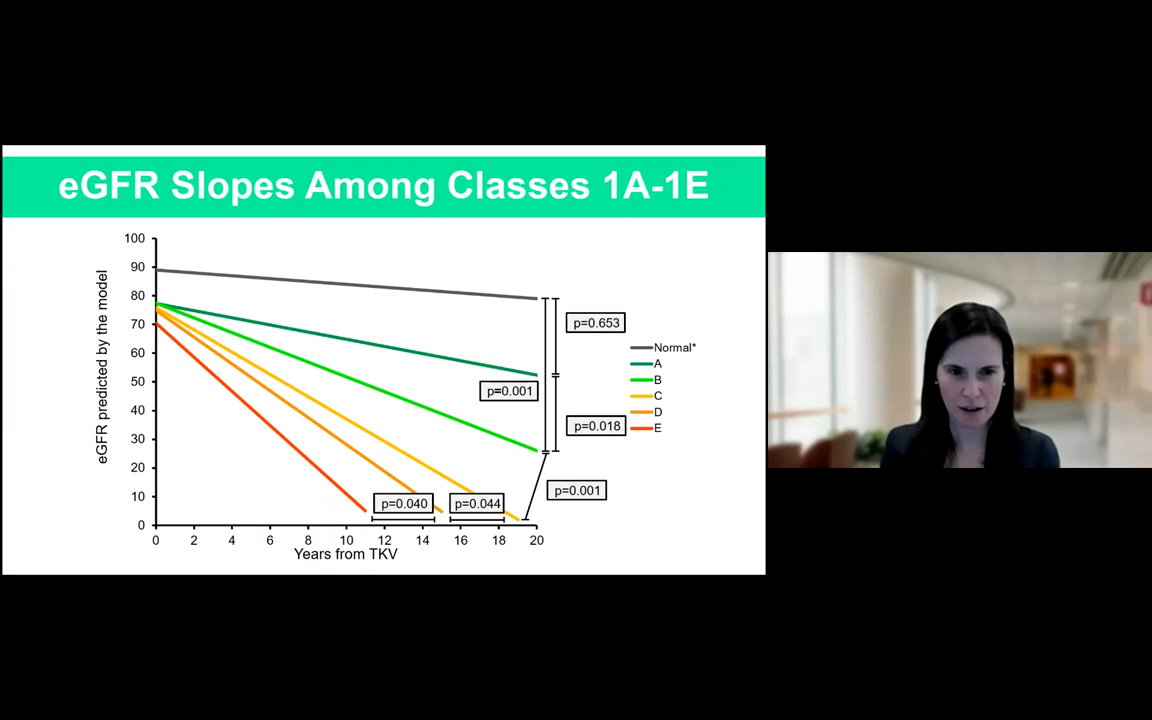 eGFR Slopes Among Classes 1A-1E
eGFR predicted by the model
100
90
80
70
60
50
40
30
20
10
0
0 2 4 6 8 10 12 14 16 18 20
Years from TKV
p=0.653
p=0.001
p=0.018
p=0.001
p=0.040
p=0.044
Normal*
A
B
C
D
E